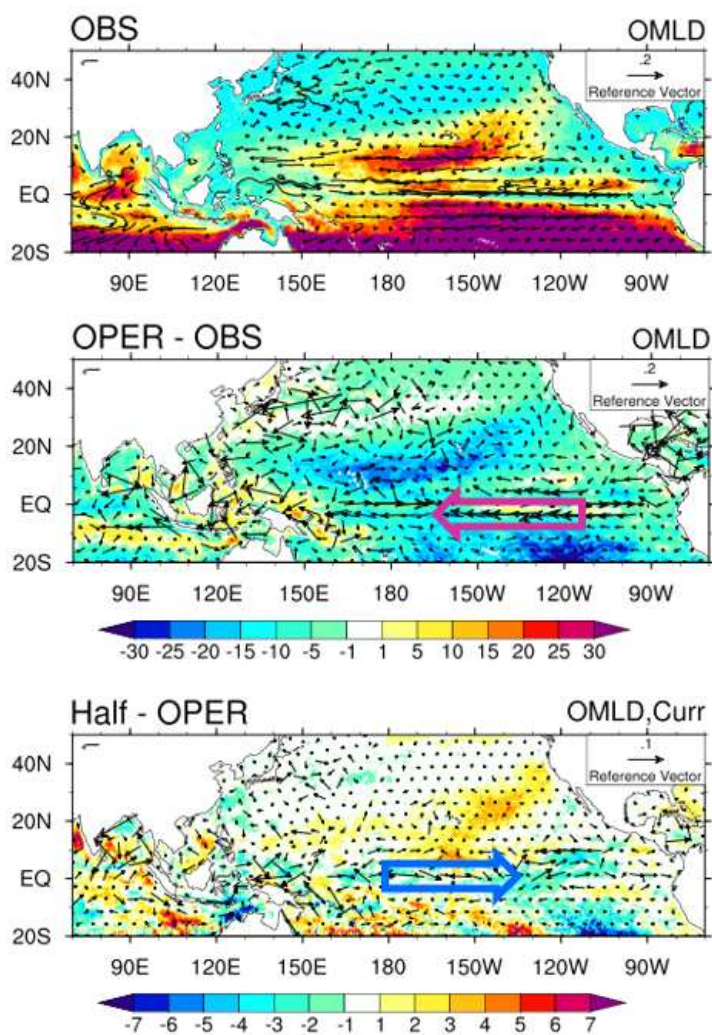 OBS OMLD
.2
Reference Vector
40N
20N
EQ
20S
90E 120E 150E 180 150W 120W 90W
OPER - OBS OMLD
.2
Reference Vector
40N
20N
EQ
20S
90E 120E 150E 180 150W 120W 90W
-30 -25 -20 -15 -10 -5 -1 1 5 10 15 20 25 30
Half - OPER OMLD,Curr
.1
Reference Vector
40N
20N
EQ
20S
90E 120E 150E 180 150W 120W 90W
-7 -6 -5 -4 -3 -2 -1 1 2 3 4 5 6 7